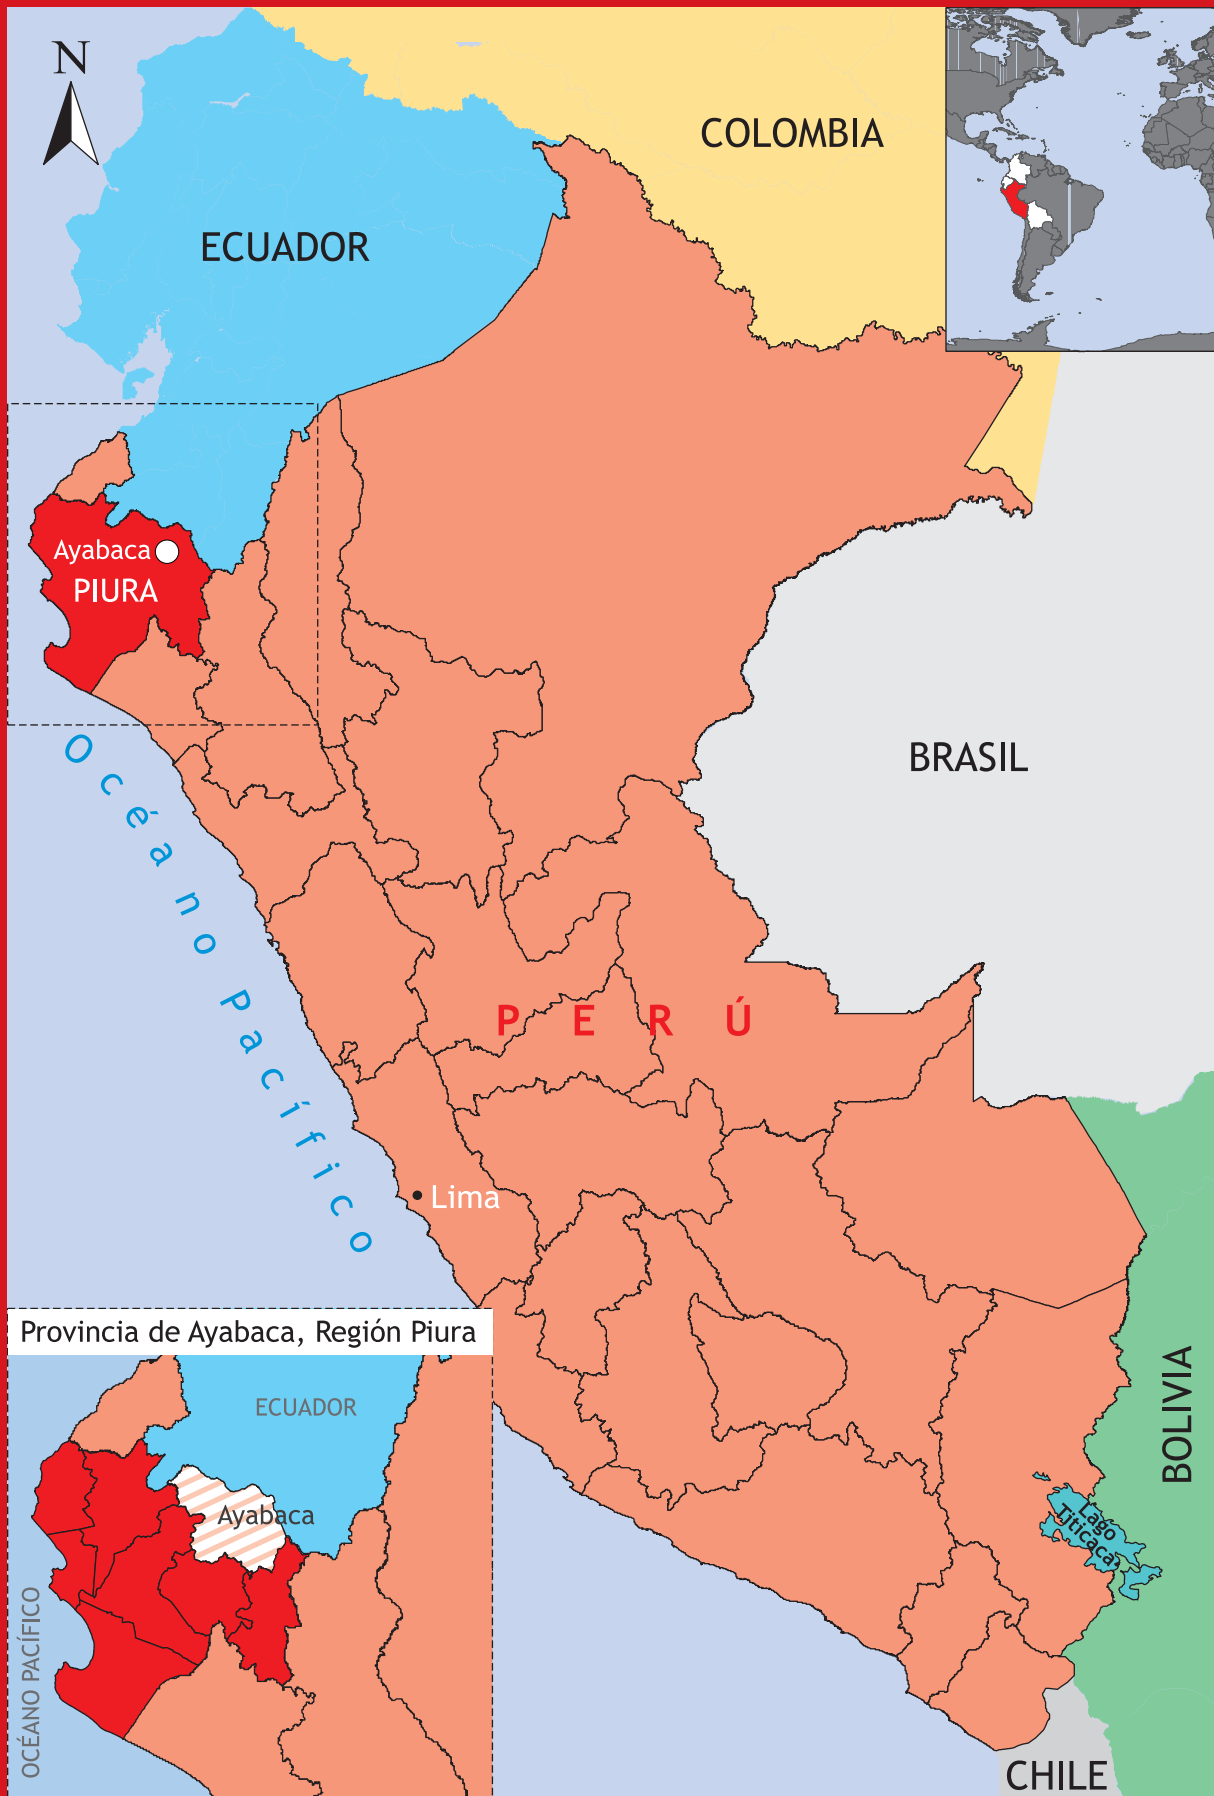 N
COLOMBIA
ECUADOR
Ayabaca
PIURA
BRASIL
Océano Pacífico
PERÚ
Lima
BOLIVIA
Lago
Titicaca
CHILE
Provincia de Ayabaca, Región Piura
ECUADOR
Ayabaca
OCÉANO PACÍFICO